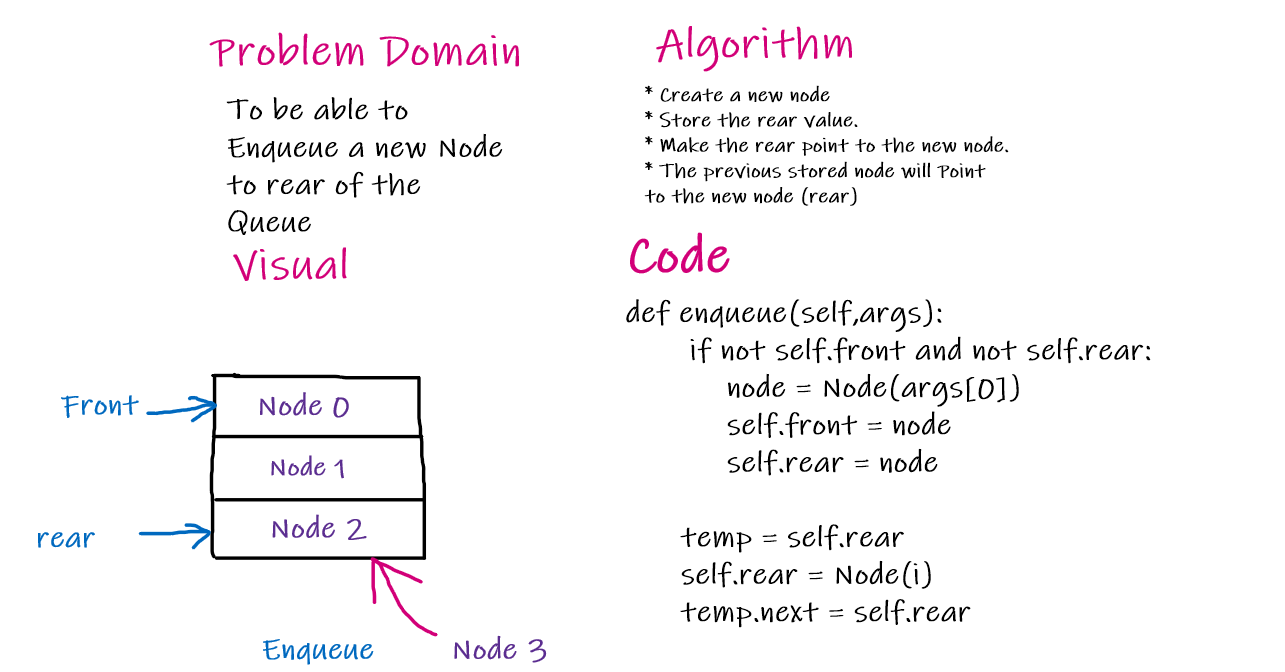 Problem Domain
To be able to
Enqueue a new Node
to rear of the
Queue
Visual
Front
Node 0
Node 1
rear
Node 2
Enqueue
Node 3
Algorithm
* Create a new node
* Store the rear value.
* Make the rear point to the new node.
* The previous stored node will Point
to the new node (rear)
Code
def enqueue(self,args):
if not self.front and not self.rear:
node = Node(args[0])
self.front = node
self.rear = node
temp = self.rear
self.rear = Node(i)
temp.next = self.rear